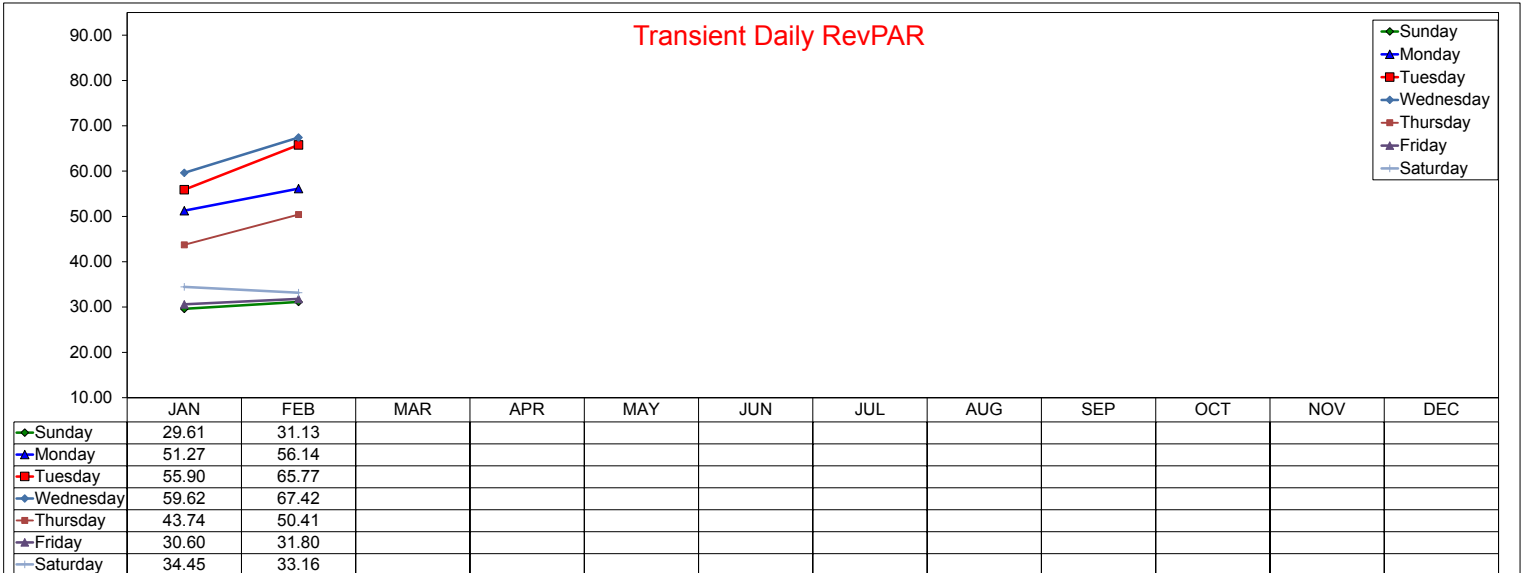 Transient Daily RevPAR
90.00
80.00
70.00
60.00
50.00
40.00
30.00
20.00
10.00
Sunday
Monday
Tuesday
Wednesday
Thursday
Friday
Saturday
JAN FEB MAR APR MAY JUN JUL AUG SEP OCT NOV DEC
Sunday 29.61 31.13
Monday 51.27 56.14
Tuesday 55.90 65.77
Wednesday 59.62 67.42
Thursday 43.74 50.41
Friday 30.60 31.80
Saturday 34.45 33.16